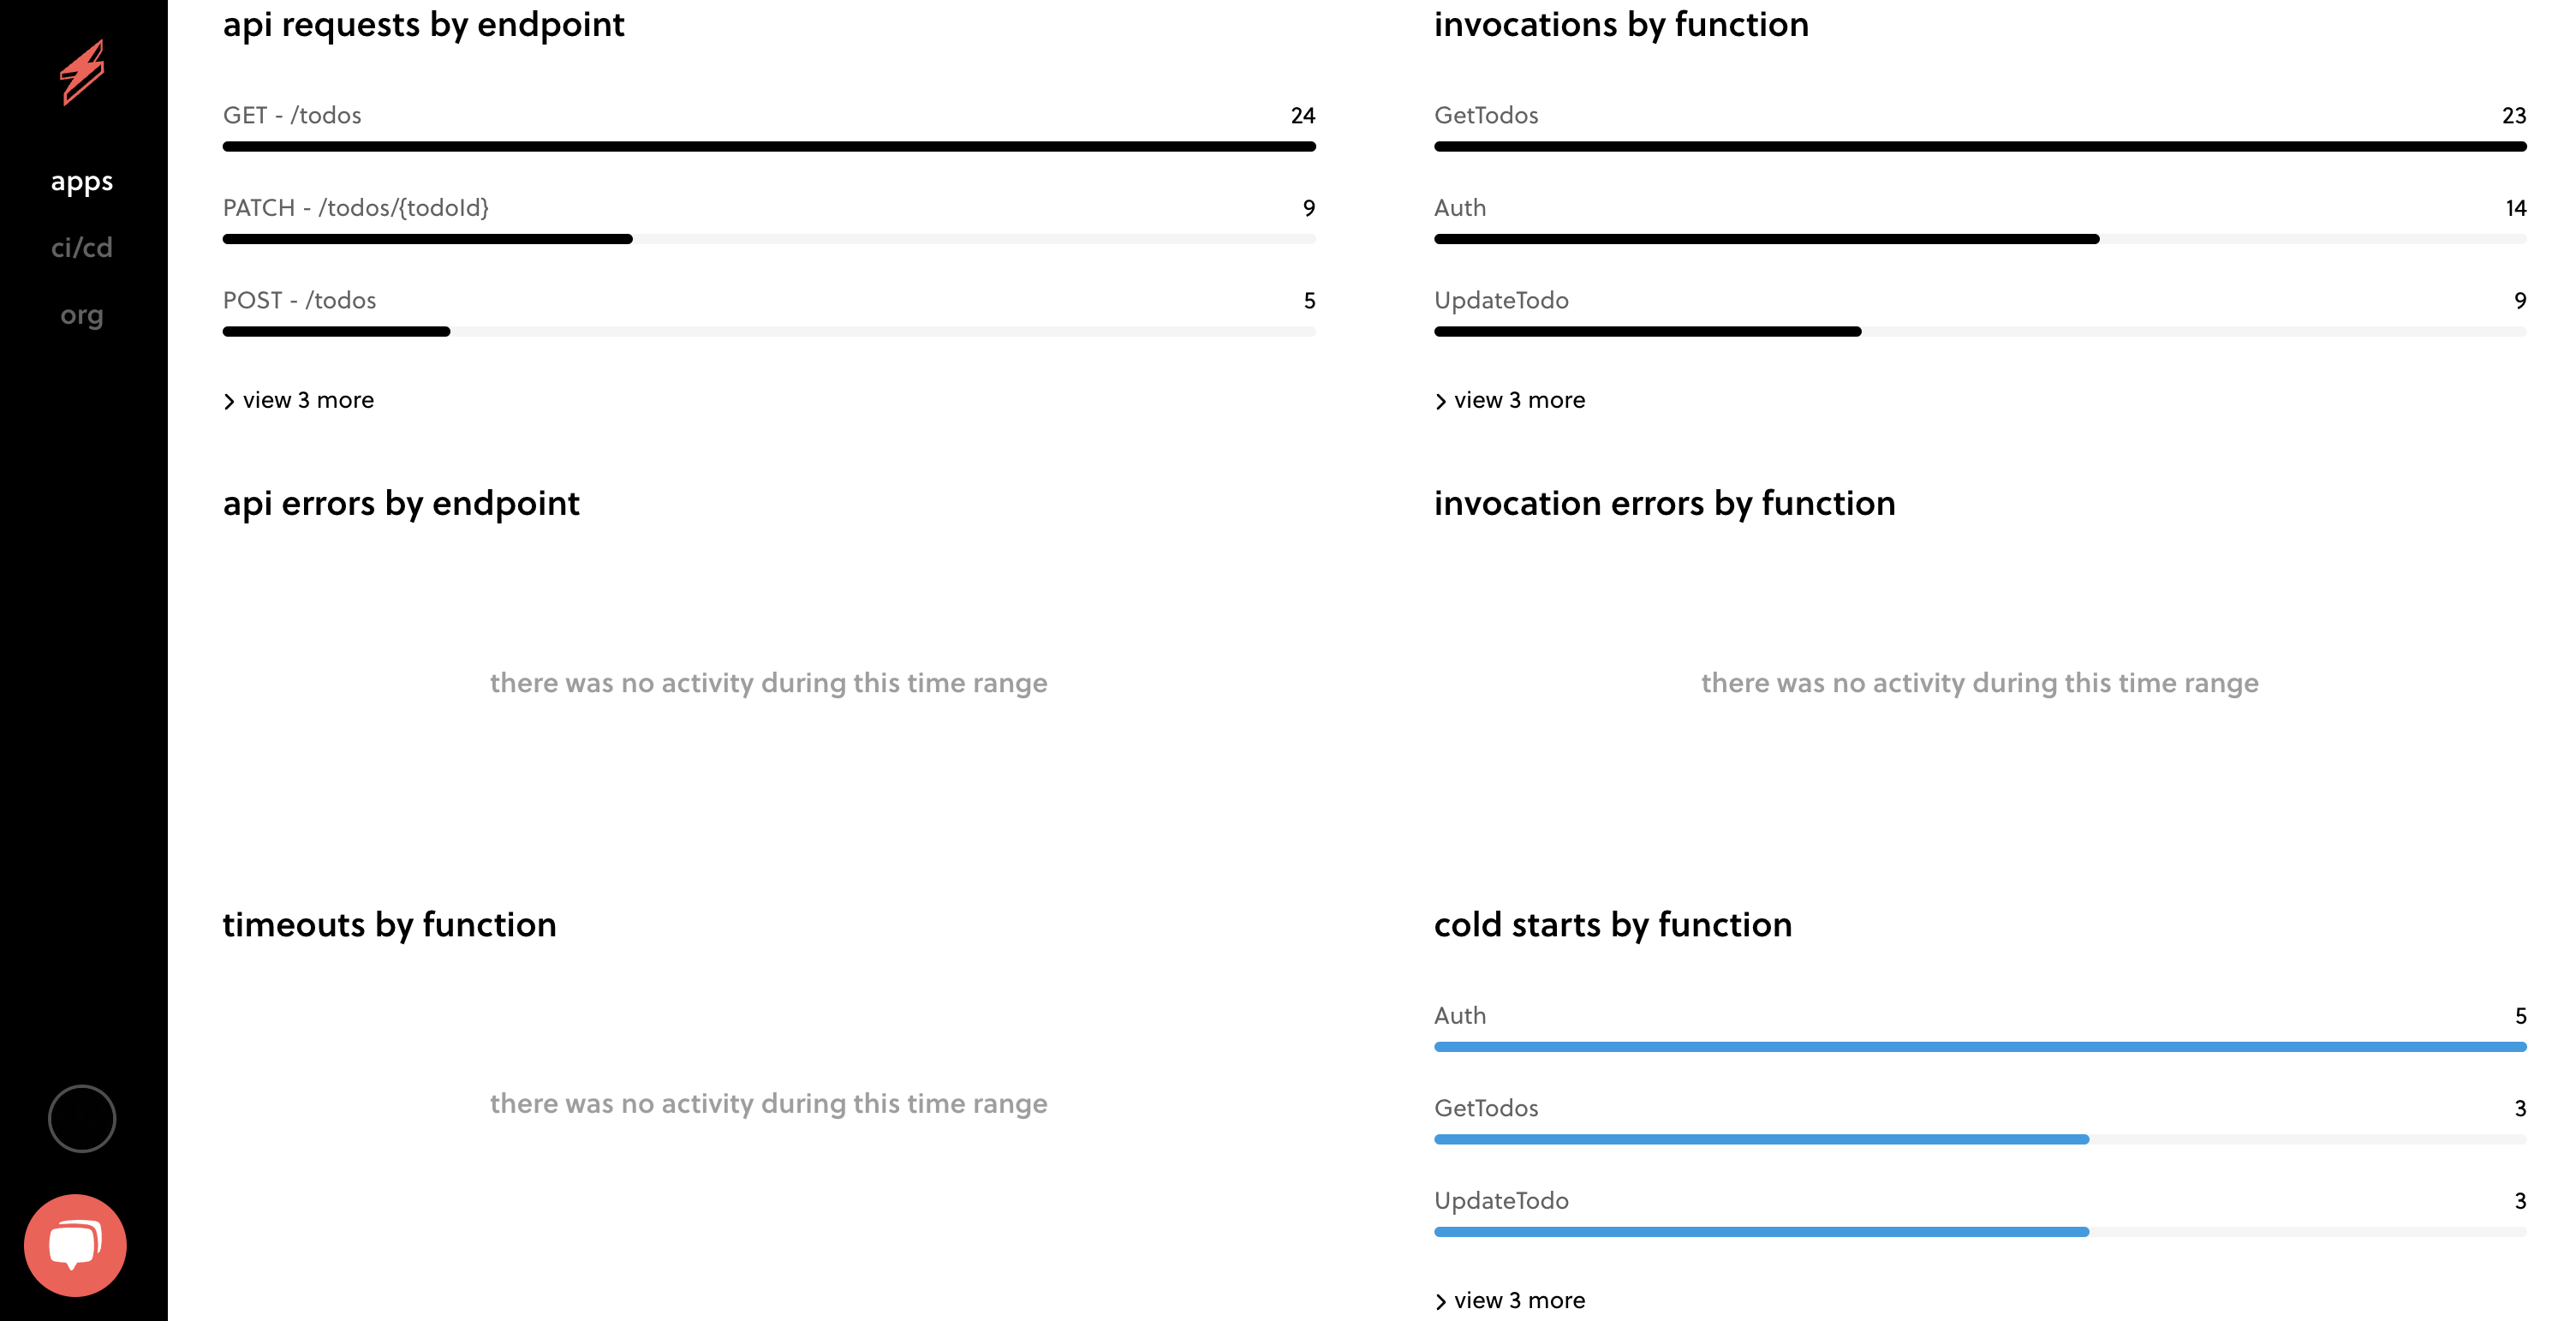 apps
ci/cd
org
api requests by endpoint
GET - /todos 24
PATCH - /todos/{todoId} 9
POST - /todos 5
view 3 more
invocations by function
GetTodos 23
Auth 14
UpdateTodo 9
view 3 more
api errors by endpoint
there was no activity during this time range
invocation errors by function
there was no activity during this time range
timeouts by function
there was no activity during this time range
cold starts by function
Auth 5
GetTodos 3
UpdateTodo 3
view 3 more